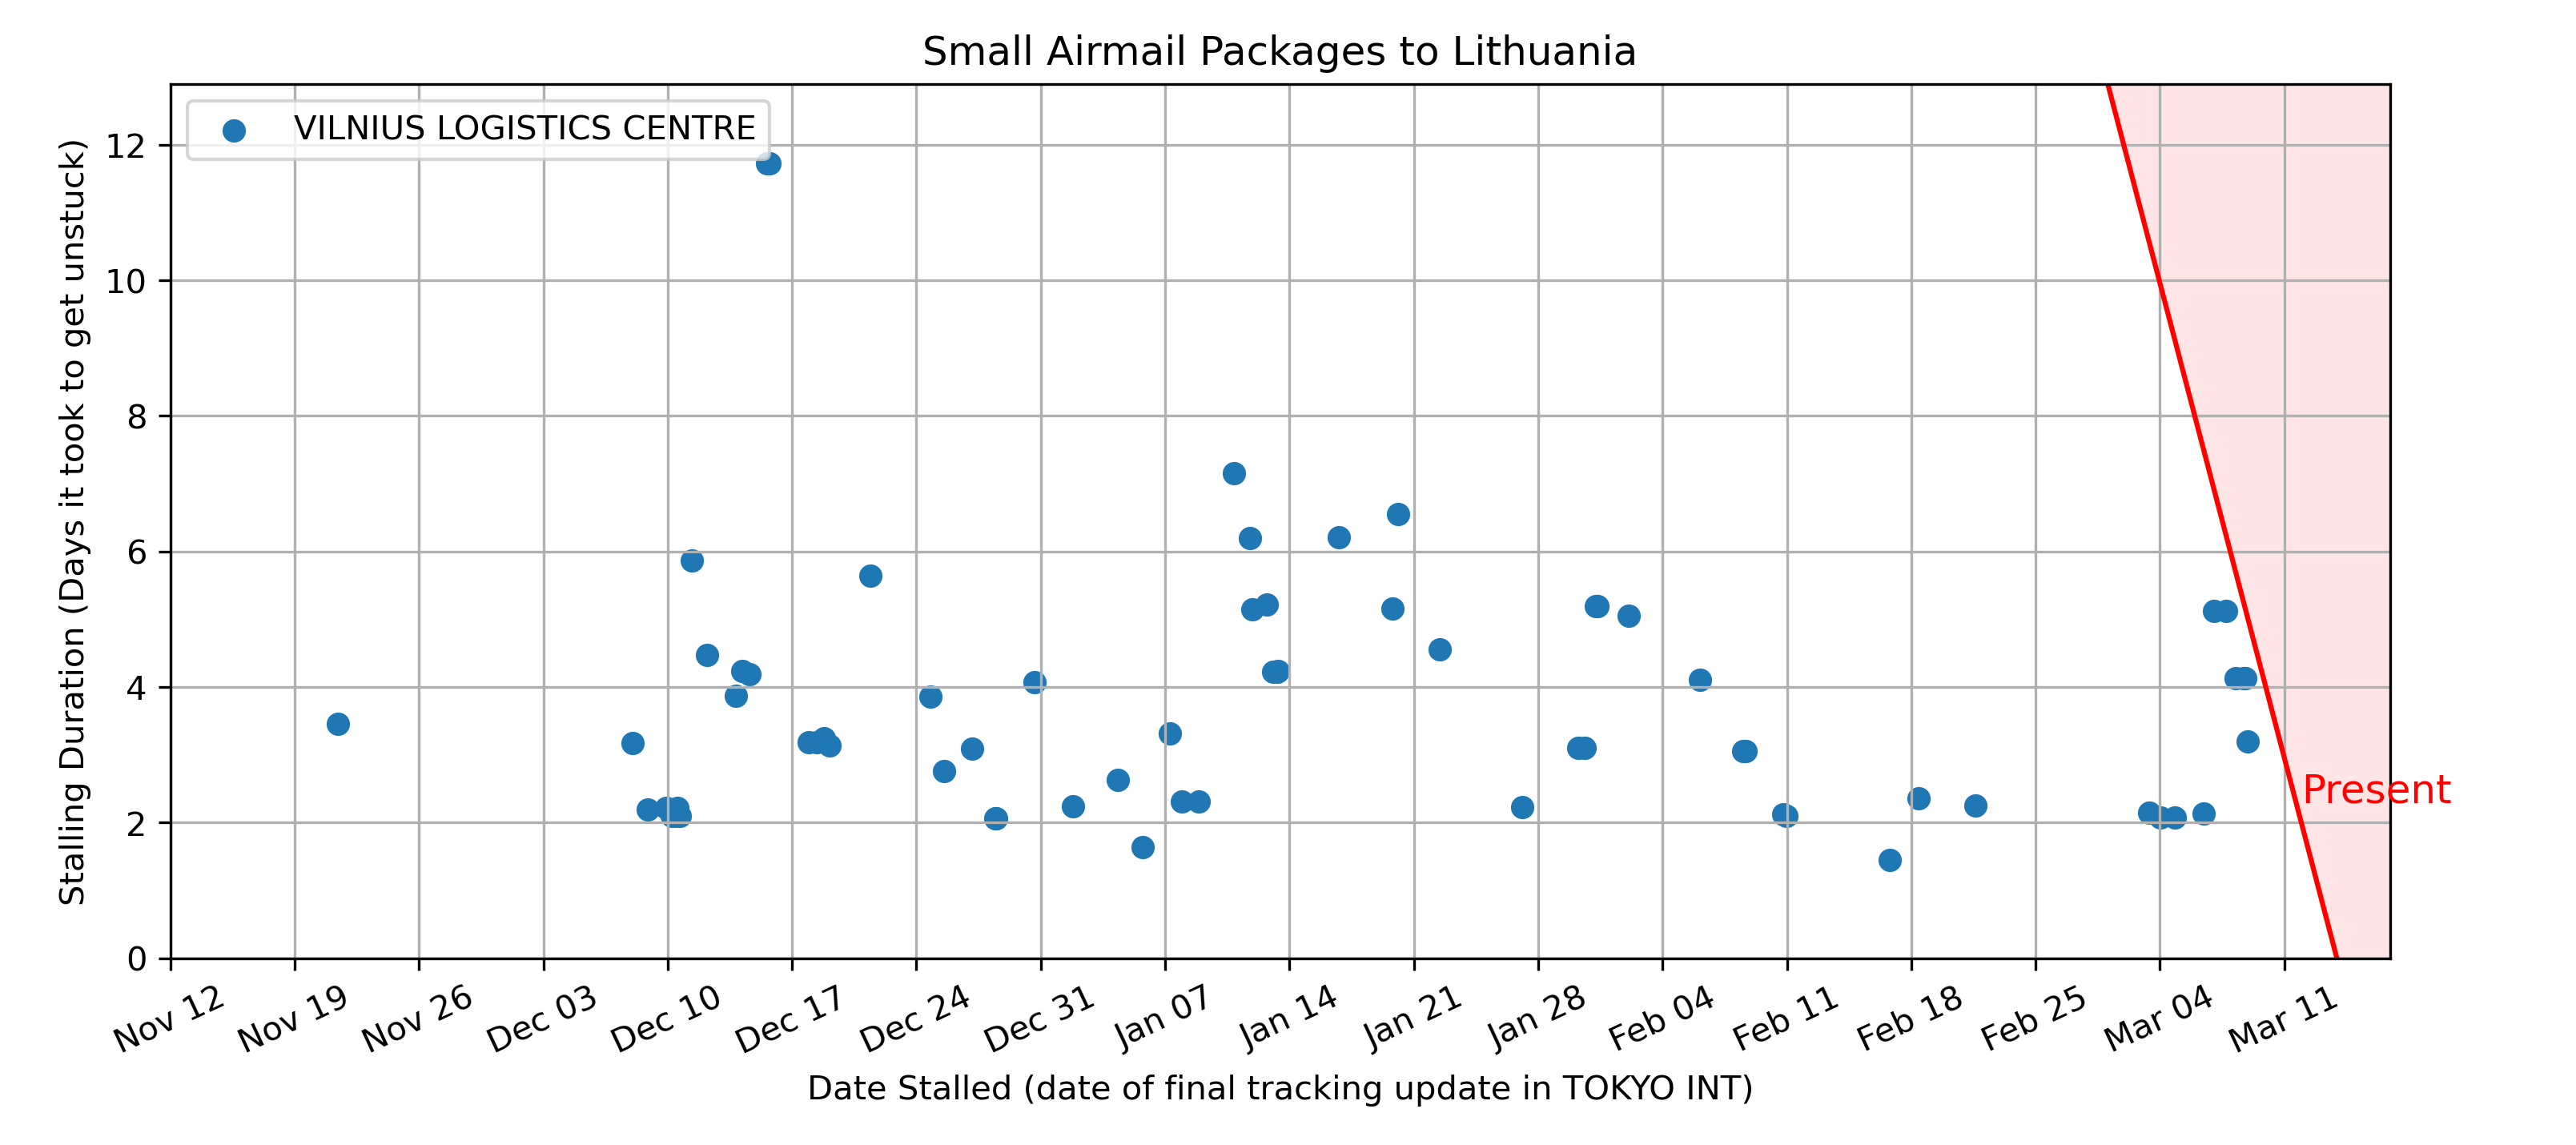 Small Airmail Packages to Lithuania
VILNIUS LOGISTICS CENTRE
Stalling Duration (Days it took to get unstuck)
12
10
8
6
4
2
0
Present
Nov 12
Nov 19
Nov 26
Dec 03
Dec 10
Dec 17
Dec 24
Dec 31
Jan 07
Jan 14
Jan 21
Jan 28
Feb 04
Feb 11
Feb 18
Feb 25
Mar 04
Mar 11
Date Stalled (date of final tracking update in TOKYO INT)